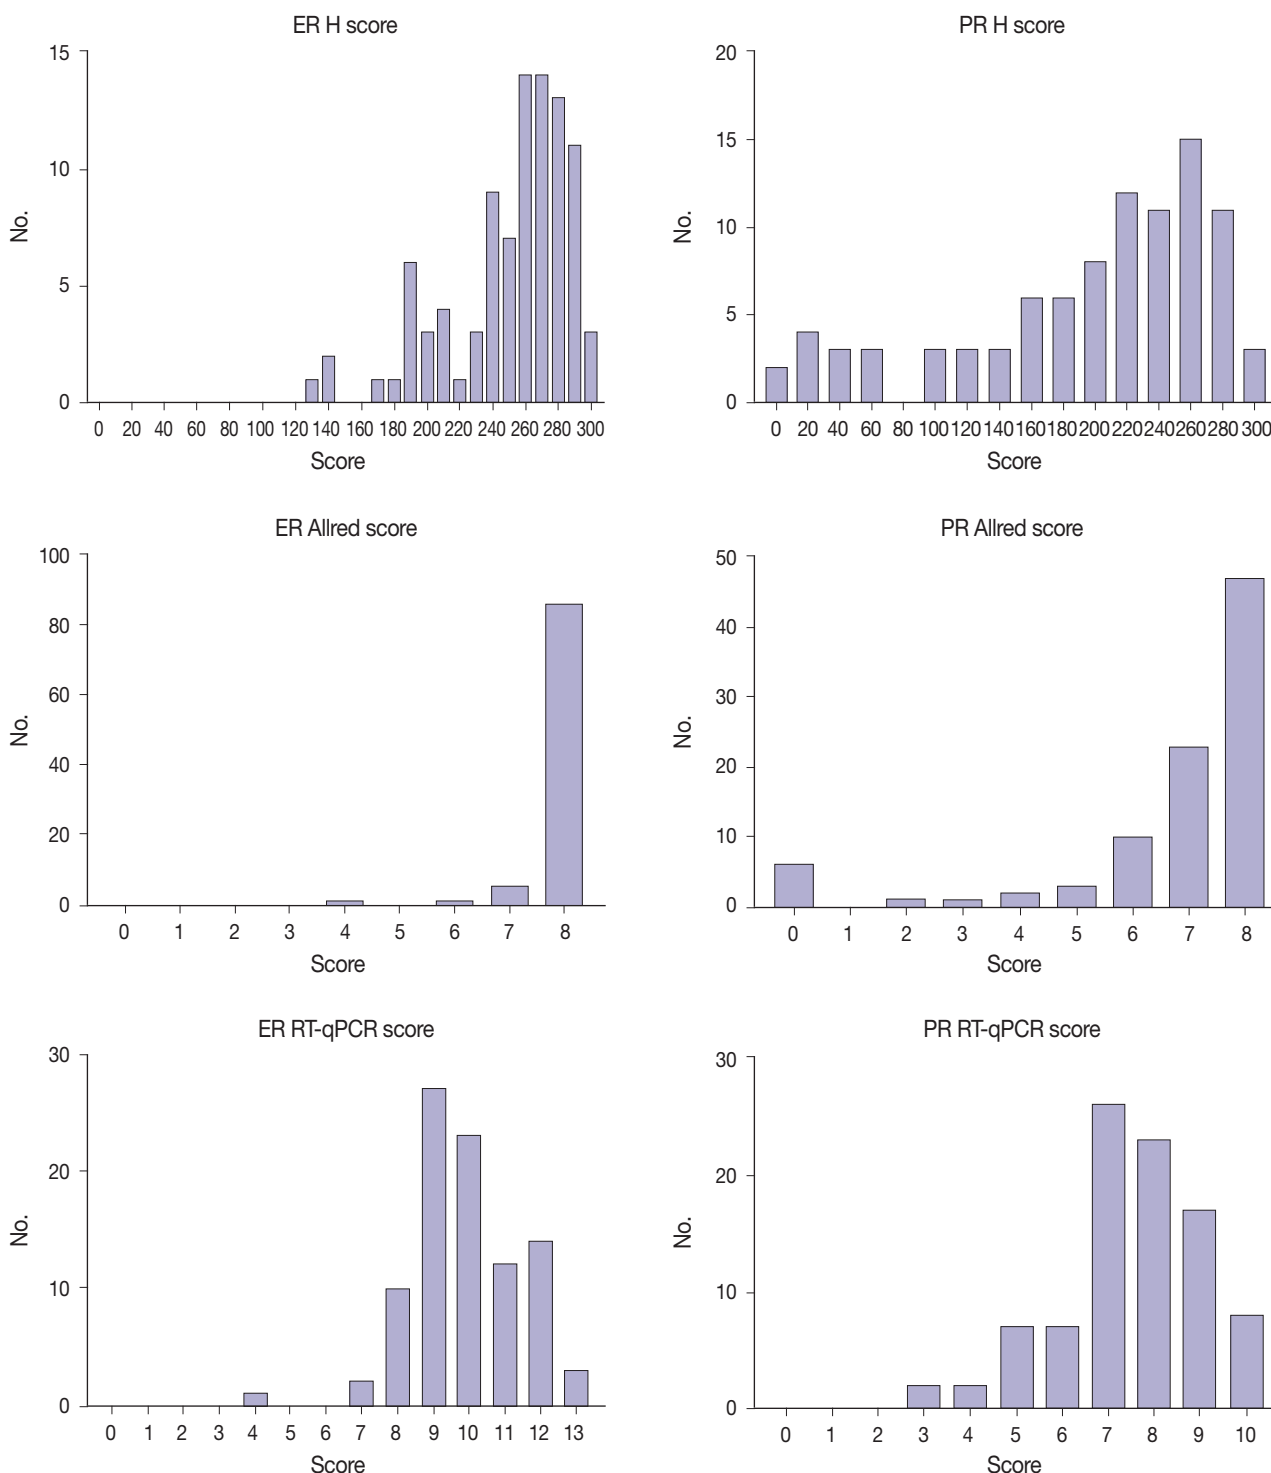 ER H score
15
10
5
0
No.
0 20 40 60 80 100 120 140 160 180 200 220 240 260 280 300
Score
PR H score
20
15
10
5
0
No.
0 20 40 60 80 100 120 140 160 180 200 220 240 260 280 300
Score
ER Allred score
100
80
60
40
20
0
No.
0 1 2 3 4 5 6 7 8
Score
PR Allred score
50
40
30
20
10
0
No.
0 1 2 3 4 5 6 7 8
Score
ER RT-qPCR score
30
20
10
0
No.
0 1 2 3 4 5 6 7 8 9 10 11 12 13
Score
PR RT-qPCR score
30
20
10
0
No.
0 1 2 3 4 5 6 7 8 9 10
Score